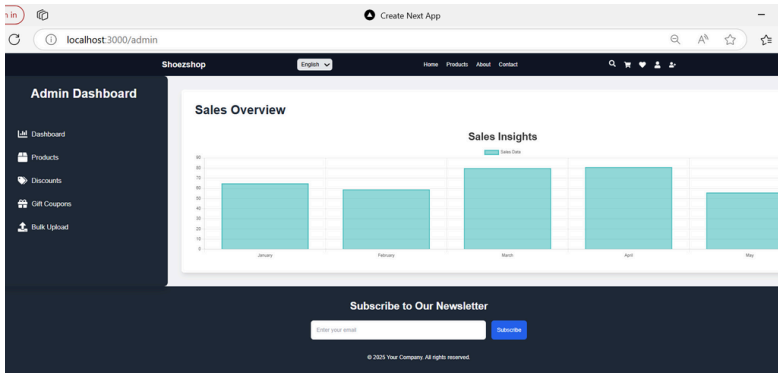 n in
Create Next App
localhost:3000/admin
Shoezshop
English
Home Products About Contact
Admin Dashboard
Dashboard
Products
Discounts
Gift Coupons
Bulk Upload
Sales Overview
Sales Insights
Sales Data
90
80
70
60
50
40
30
20
10
0
January February March April May
Subscribe to Our Newsletter
Enter your email
Subscribe
© 2025 Your Company. All rights reserved.